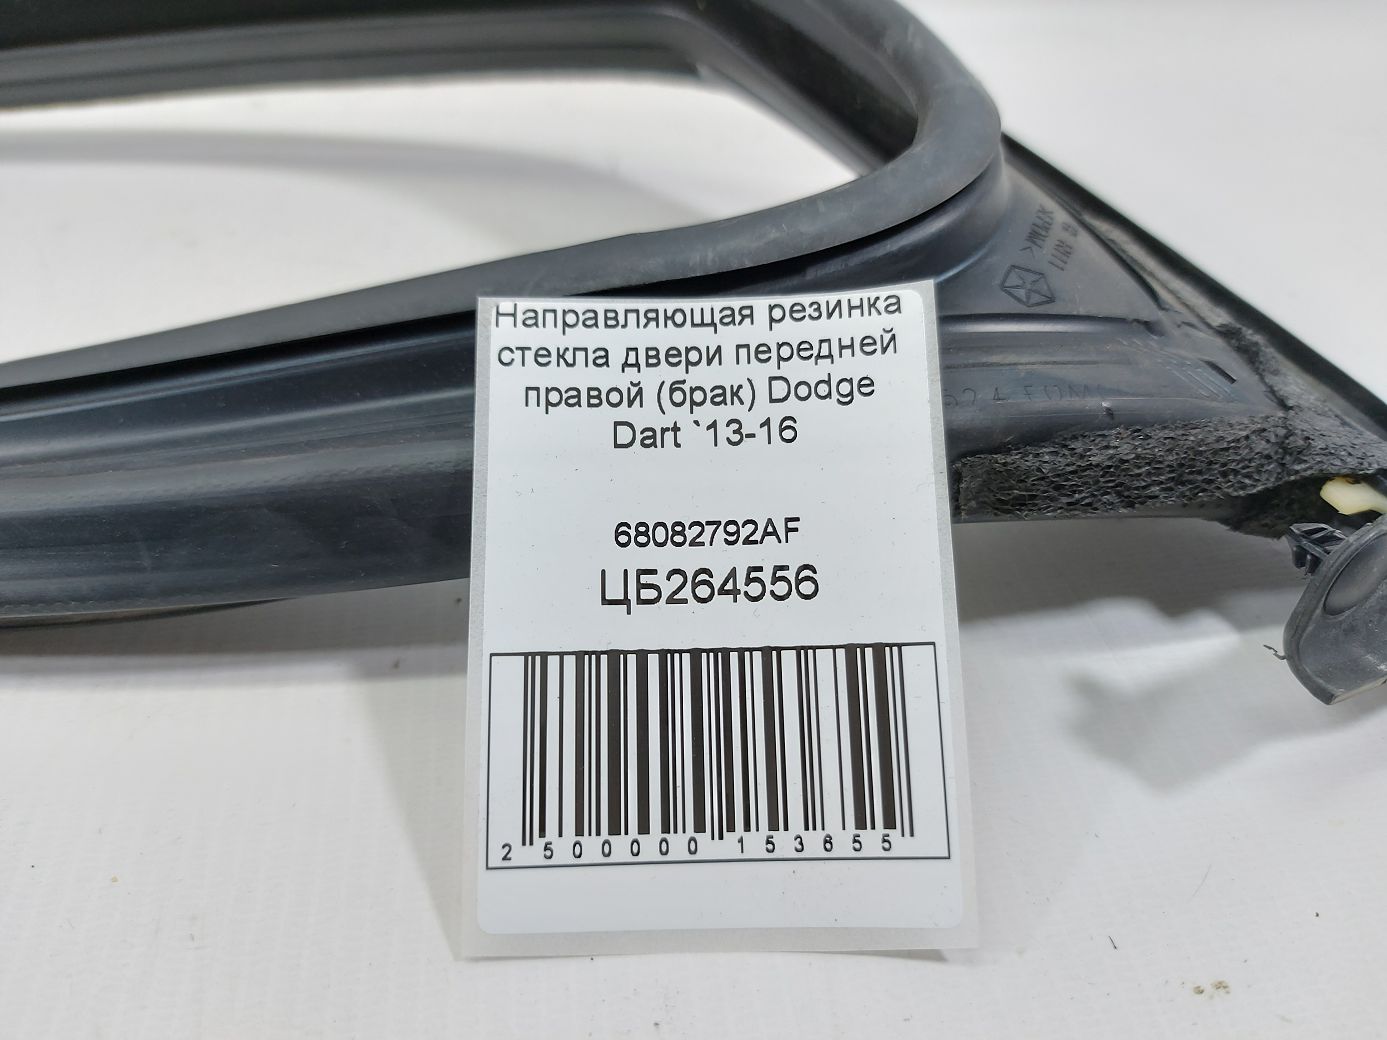 Направляющая резинка
стекла двери передней
правой (брак) Dodge
Dart `13-16
68082792AF
ЦБ264556
2 500000 153655